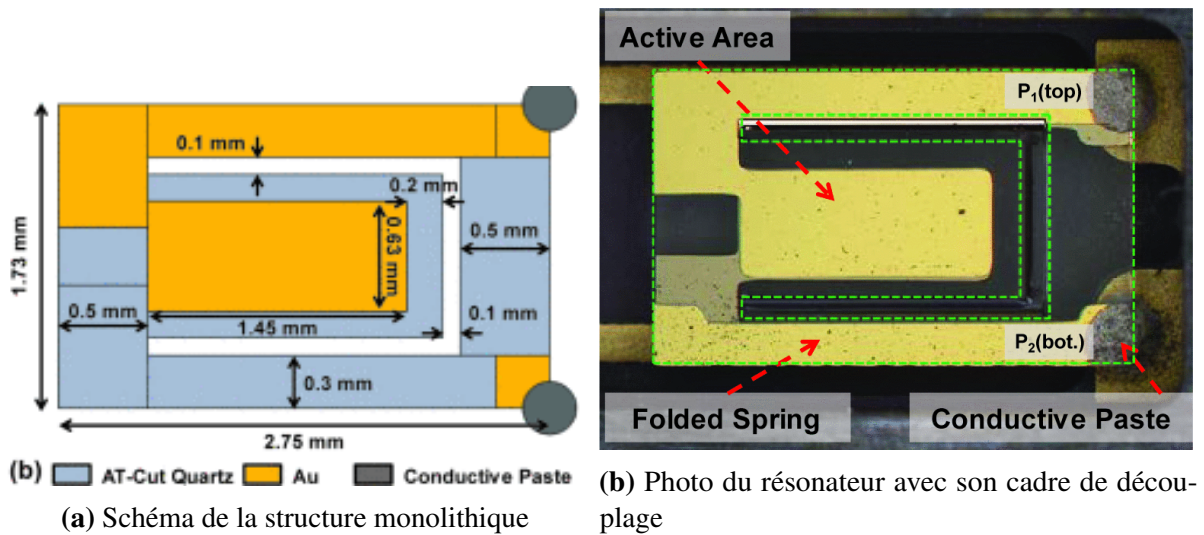 0.1 mm
0.2 mm
0.63 mm
0.5 mm
1.73 mm
0.5 mm
1.45 mm
0.1 mm
0.3 mm
2.75 mm
(b) AT-Cut Quartz Au Conductive Paste
(a) Schéma de la structure monolithique
Active Area
P1(top)
P2(bot.)
Folded Spring
Conductive Paste
(b) Photo du résonateur avec son cadre de décou-
plage